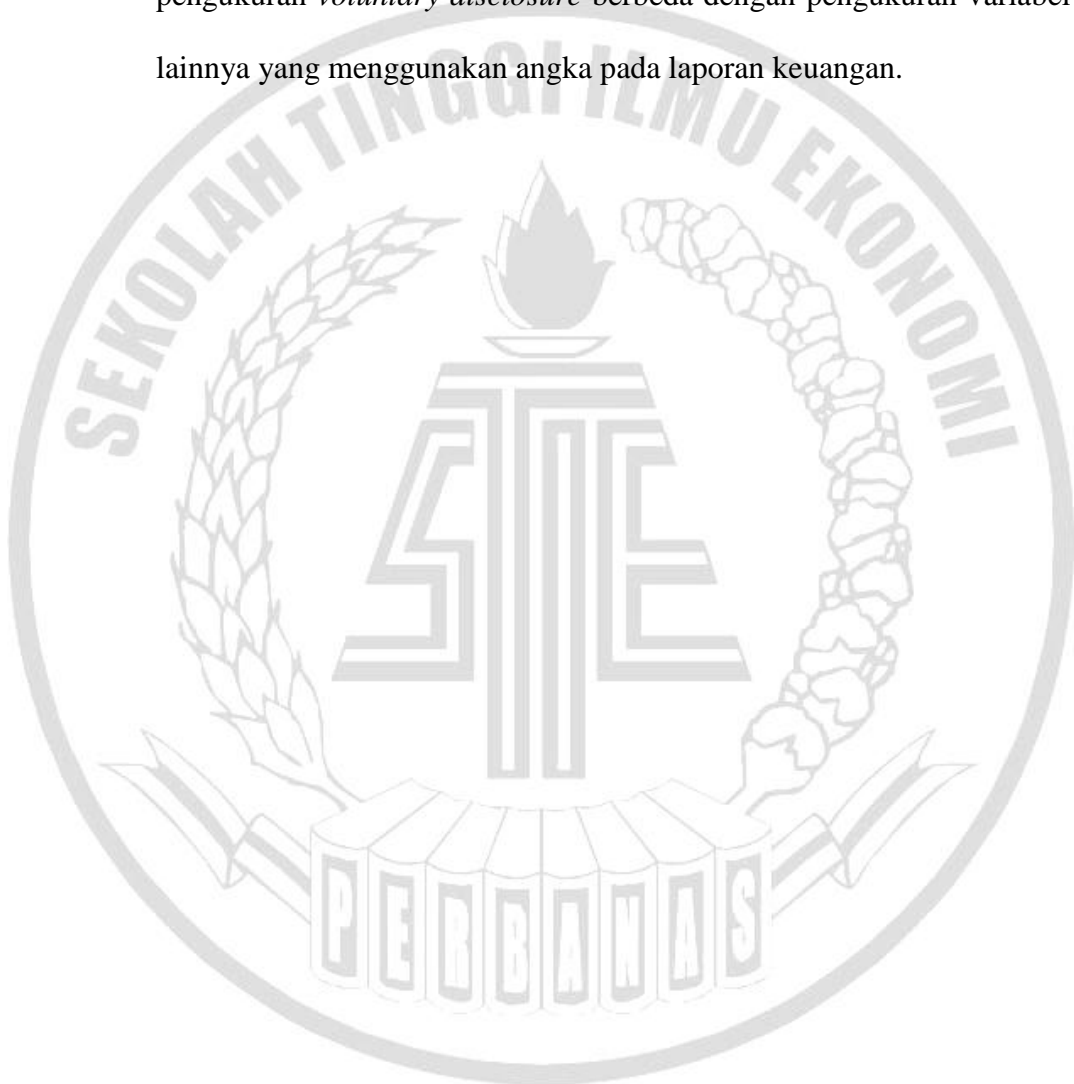 pengukuran voluntary disclosure berbeda dengan pengukuran variabel
lainnya yang menggunakan angka pada laporan keuangan.
SEKOLAH TINGGI ILMU EKONOMI
STIE
PERBANAS